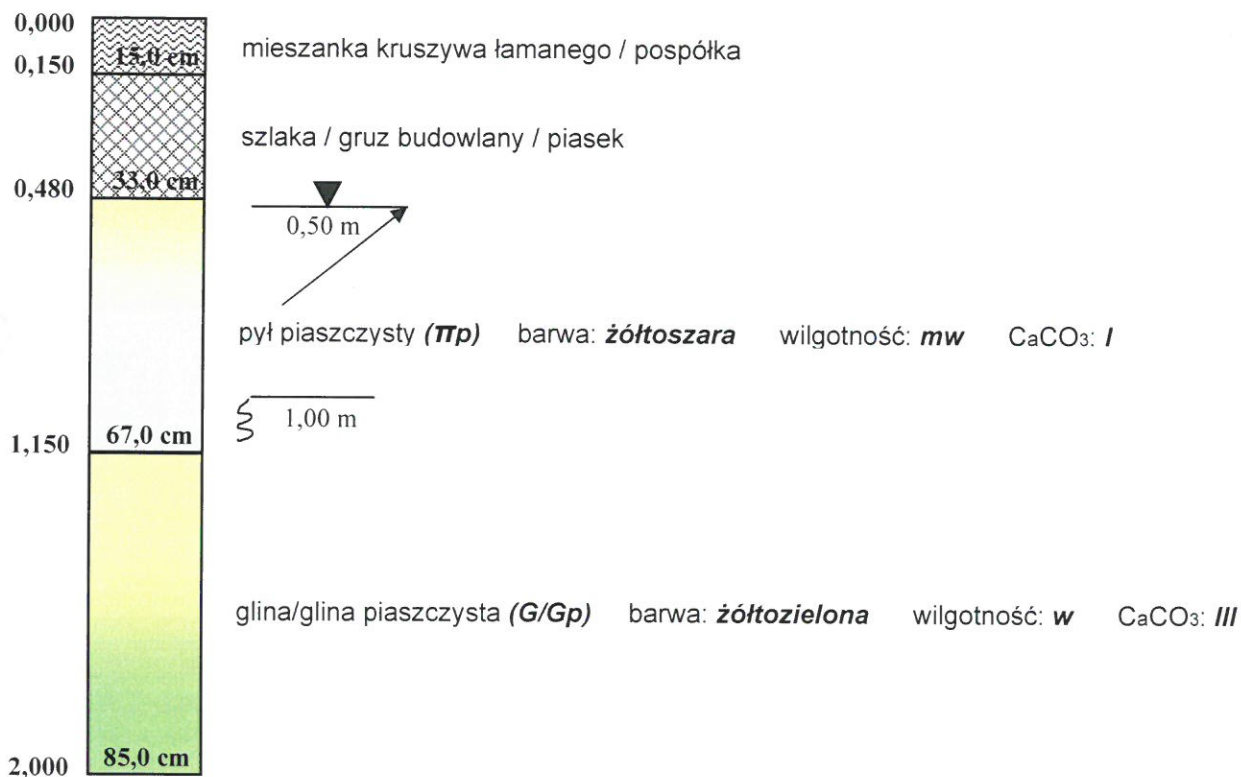 0,000
15,0 cm
0,150
mieszanka kruszywa łamanego / pospółka
szlaka / gruz budowlany / piasek
33,0 cm
0,480
0,50 m
pył piaszczysty (πp) barwa: żółtoszara wilgotność: mw CaCO₃: I
1,00 m
67,0 cm
1,150
glina/glina piaszczysta (G/Gp) barwa: żółtozielona wilgotność: w CaCO₃: III
85,0 cm
2,000